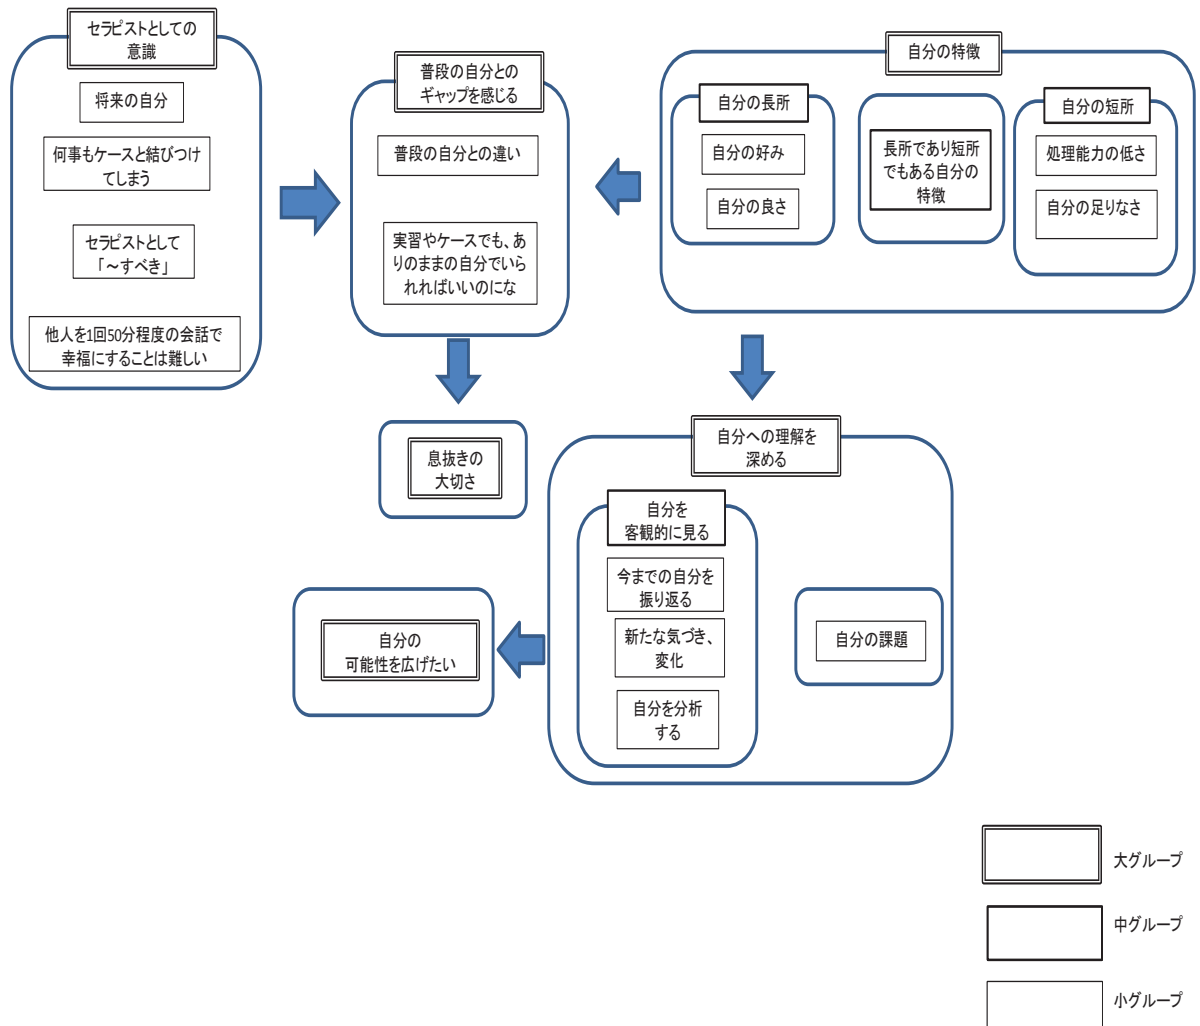 セラピストとしての
意識
将来の自分
何事もケースと結びつけ
てしまう
セラピストとして
「～すべき」
他人を1回50分程度の会話で
幸福にすることは難しい
普段の自分との
ギャップを感じる
普段の自分との違い
実習やケースでも、あ
りのままの自分でいら
れればいいのにな
自分の特徴
自分の長所
自分の好み
自分の良さ
長所であり短所
でもある自分の
特徴
自分の短所
処理能力の低さ
自分の足りなさ
息抜きの
大切さ
自分への理解を
深める
自分を
客観的に見る
今までの自分を
振り返る
新たな気づき、
変化
自分を分析
する
自分の課題
自分の
可能性を広げたい
大グループ
中グループ
小グループ